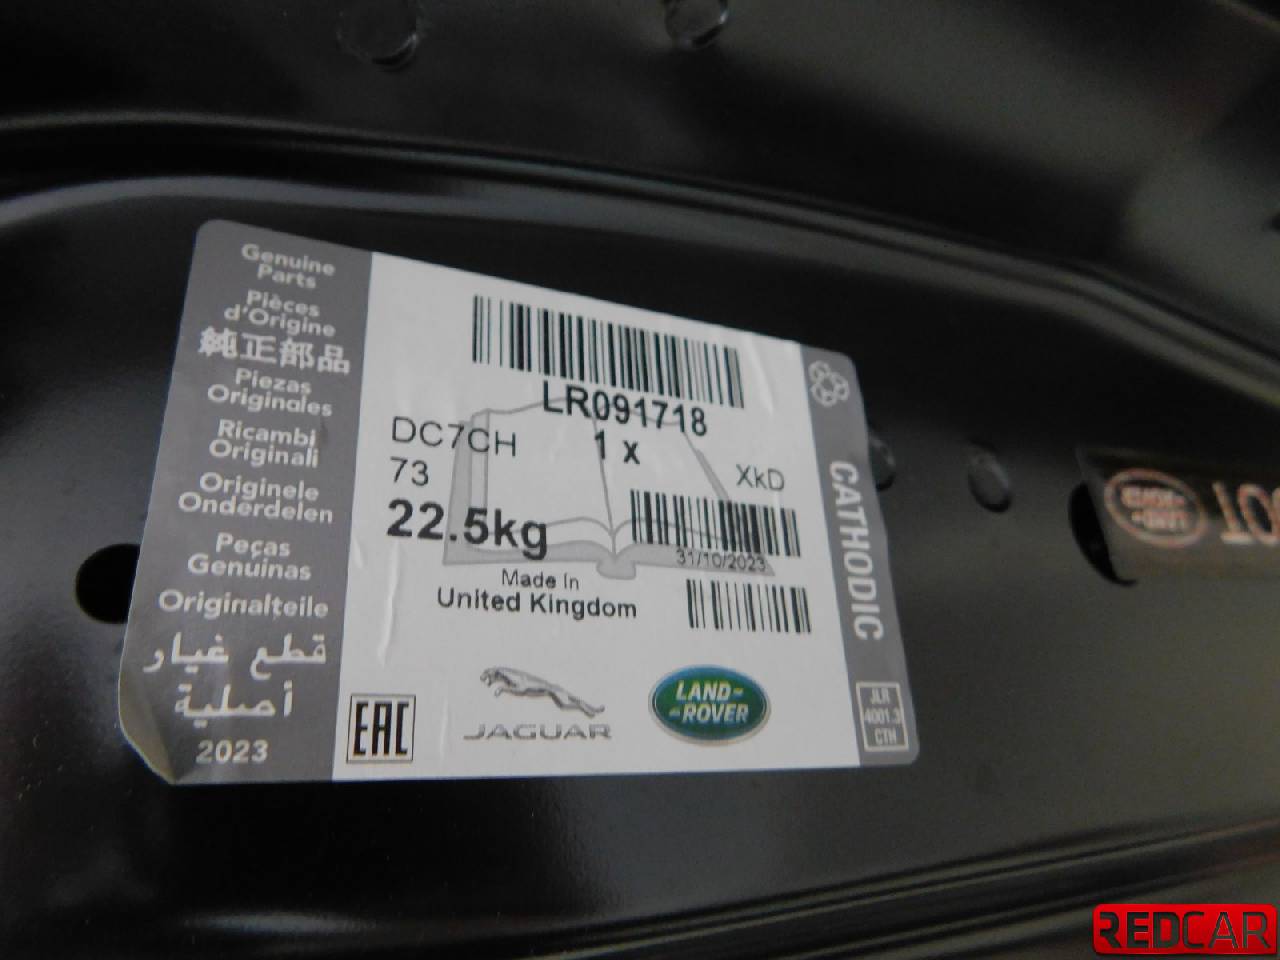 Genuine
Parts
Pièces
d'Origine
純正部品
Piezas
Originales
Ricambi
Originali
Originele
Onderdelen
Peças
Genuínas
Originalteile
قطع غيار
أصلية
2023
LR091718
1 x
DC7CH
73
XkD
22.5kg
31/10/2023
Made In
United Kingdom
EAC
JAGUAR
LAND-
-ROVER
CATHODIC
JLR
4001.3
CTH
LAND-
-ROVER
REDCAR